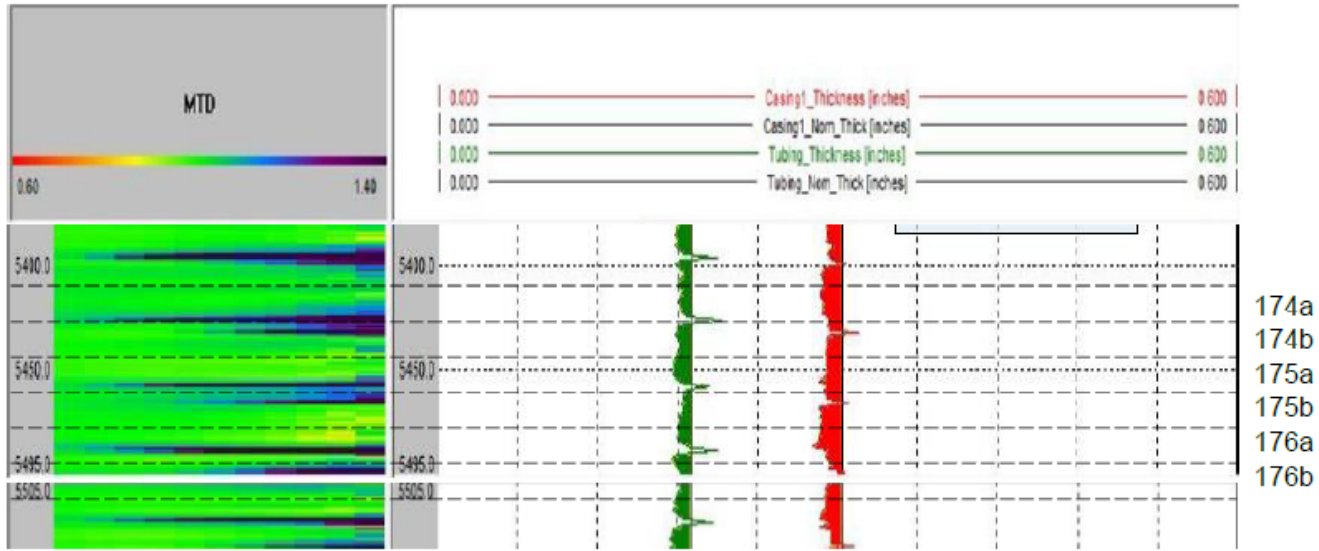 MTD
0.60 1.40
0.000 Casing1_Thickness [inches] 0.600
0.000 Casing1_Nom_Thick [inches] 0.600
0.000 Tubing_Thickness [inches] 0.600
0.000 Tubing_Nom_Thick [inches] 0.600
5400.0 5400.0
174a
174b
5450.0 5450.0
175a
175b
176a
5495.0 5495.0
176b
5505.0 5505.0